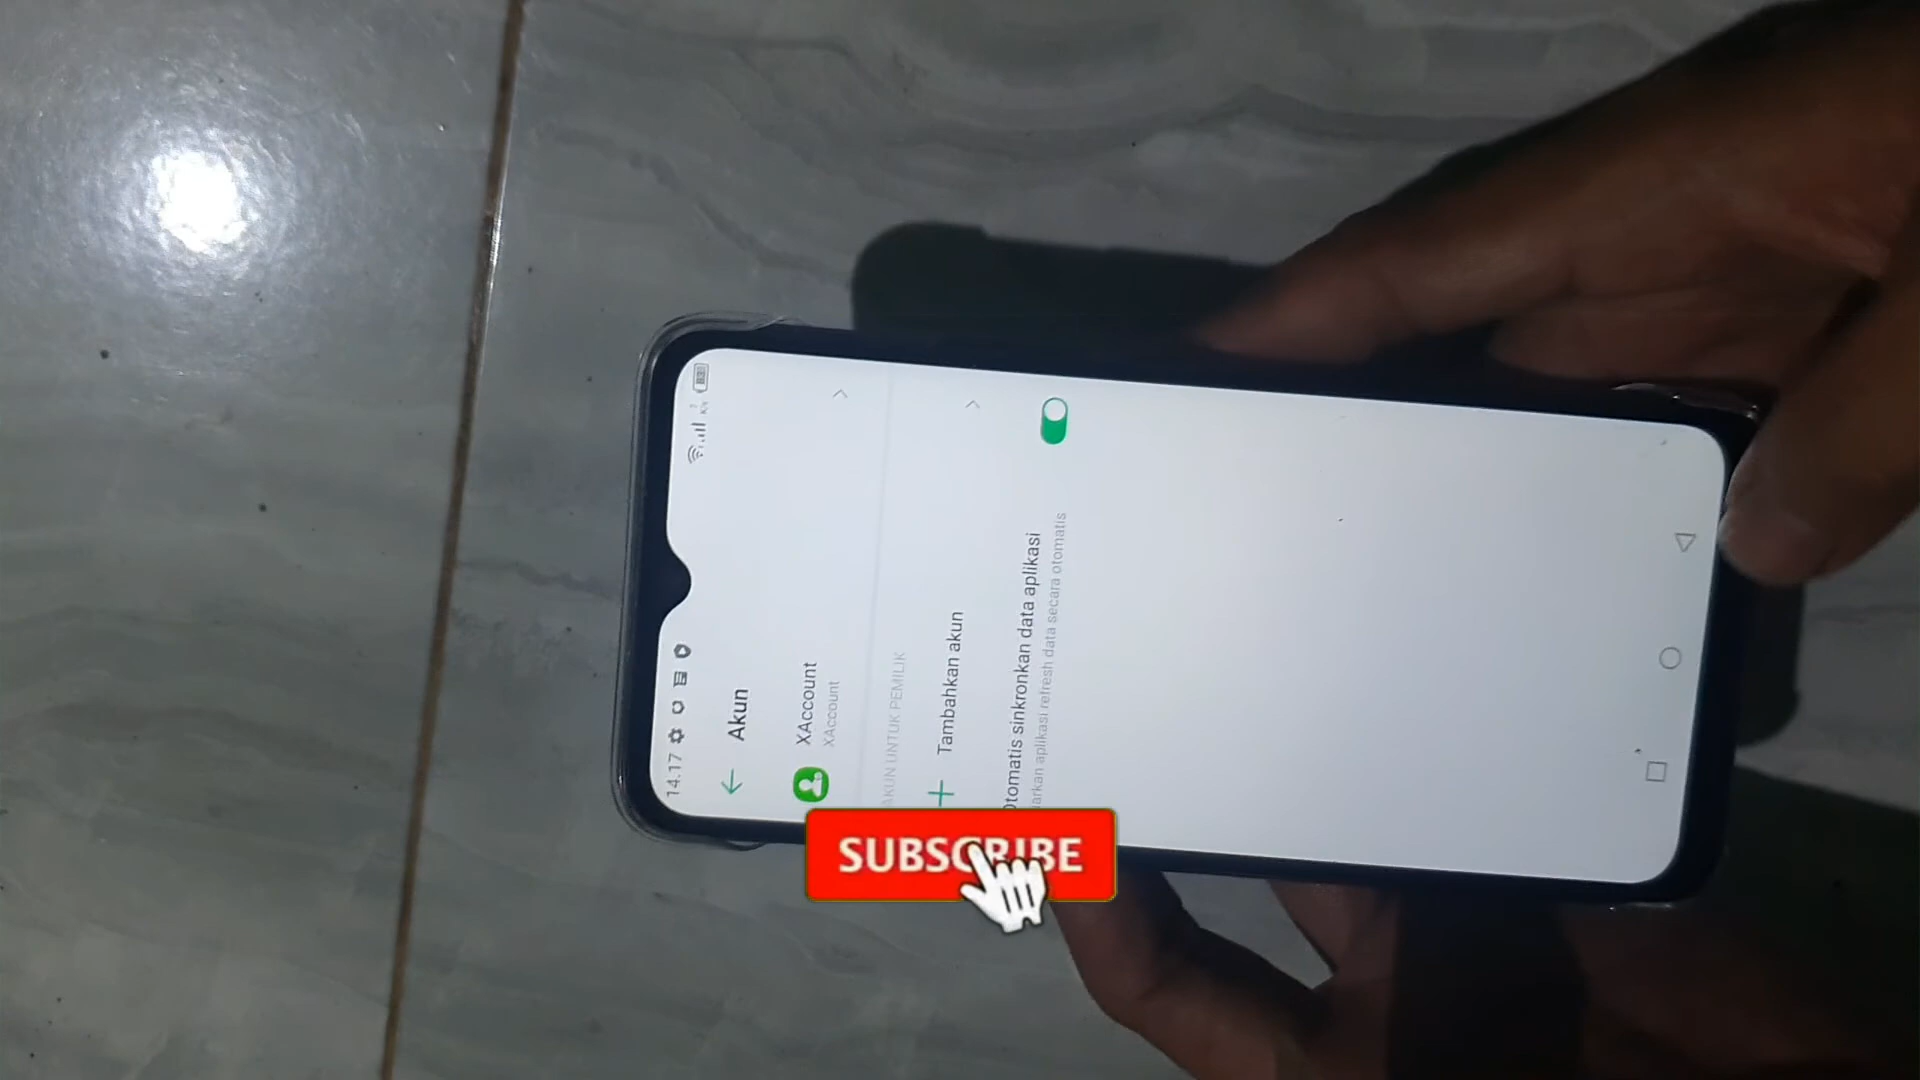 14.17
Akun
XAccount
XAccount
AKUN UNTUK PEMILIK
Tambahkan akun
Otomatis sinkronkan data aplikasi
aplikasi refresh data secara otomatis
SUBSCRIBE